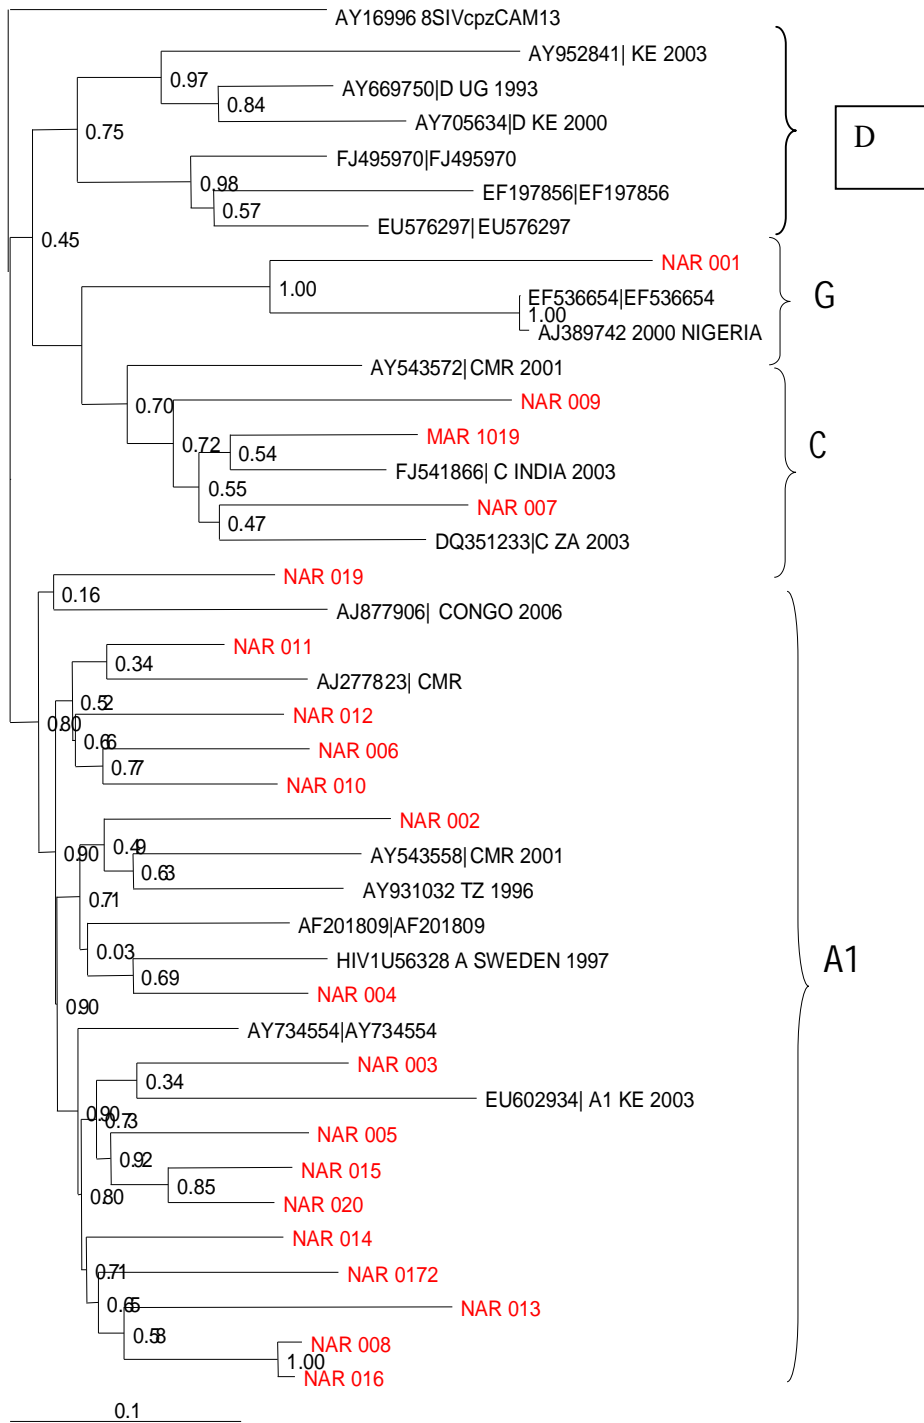 AY16996 8SIVcpzCAM13
AY952841| KE 2003
0.97
AY669750|D UG 1993
0.84
AY705634|D KE 2000
0.75
D
FJ495970|FJ495970
0.98
EF197856|EF197856
0.57
EU576297|EU576297
0.45
NAR 001
1.00
G
EF536654|EF536654
1.00
AJ389742 2000 NIGERIA
AY543572|CMR 2001
0.70
NAR 009
MAR 1019
0.72
0.54
C
FJ541866| C INDIA 2003
0.55
NAR 007
0.47
DQ351233|C ZA 2003
NAR 019
0.16
AJ877906| CONGO 2006
NAR 011
0.34
AJ277823| CMR
0.52
NAR 012
0.80
0.66
NAR 006
0.77
NAR 010
NAR 002
0.49
0.90
AY543558|CMR 2001
0.63
AY931032 TZ 1996
0.71
AF201809|AF201809
0.03
HIV1U56328 A SWEDEN 1997
A1
0.69
NAR 004
0.90
AY734554|AY734554
NAR 003
0.34
EU602934| A1 KE 2003
0.90
0.73
NAR 005
0.92
NAR 015
0.85
0.80
NAR 020
NAR 014
0.71
NAR 0172
0.65
NAR 013
0.58
NAR 008
1.00
NAR 016
0.1